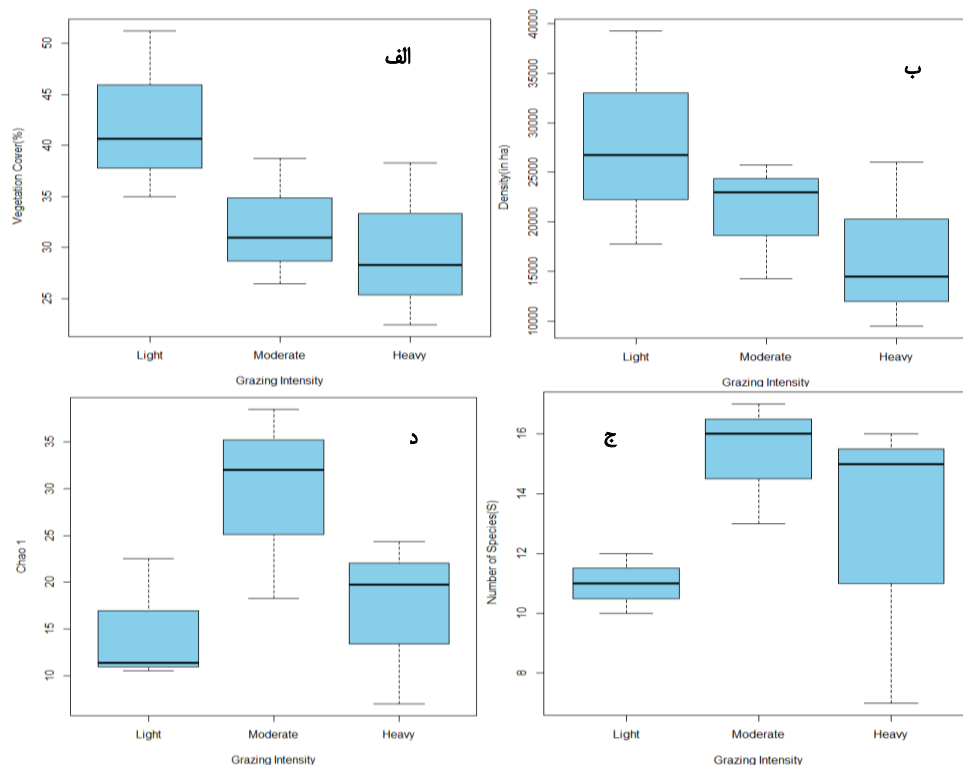 الف
Vegetation Cover(%)
50
45
40
35
30
25
Light Moderate Heavy
Grazing Intensity
ب
Density(in ha)
40000
35000
30000
25000
20000
15000
10000
Light Moderate Heavy
Grazing Intensity
د
Chao 1
35
30
25
20
15
10
Light Moderate Heavy
Grazing Intensity
ج
Number of Species(S)
16
14
12
10
8
Light Moderate Heavy
Grazing Intensity